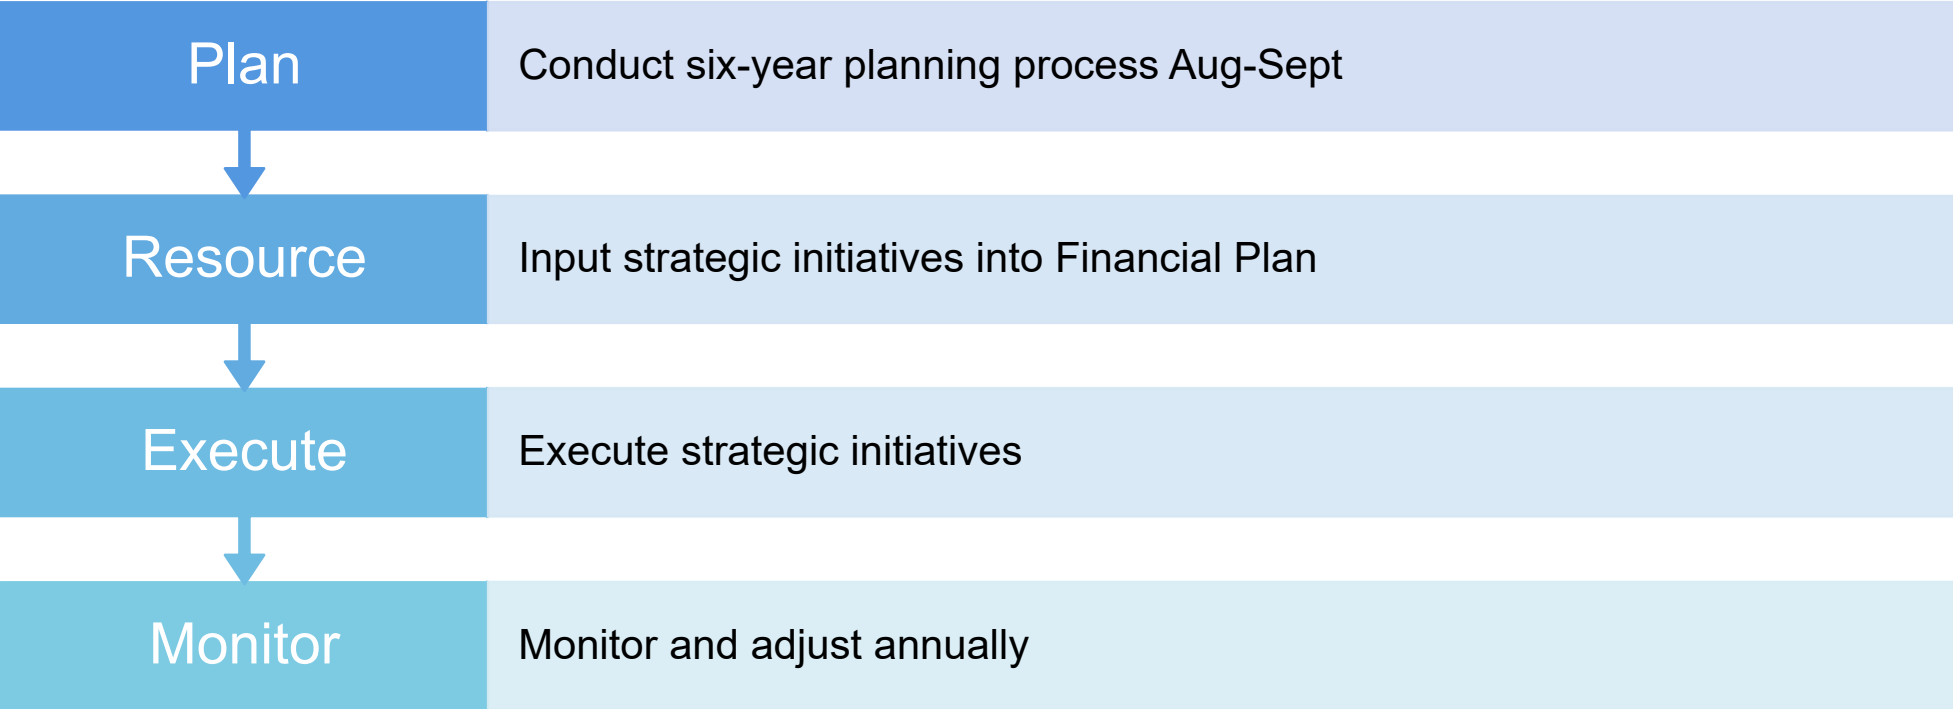 Plan
Conduct six-year planning process Aug-Sept
Resource
Input strategic initiatives into Financial Plan
Execute
Execute strategic initiatives
Monitor
Monitor and adjust annually